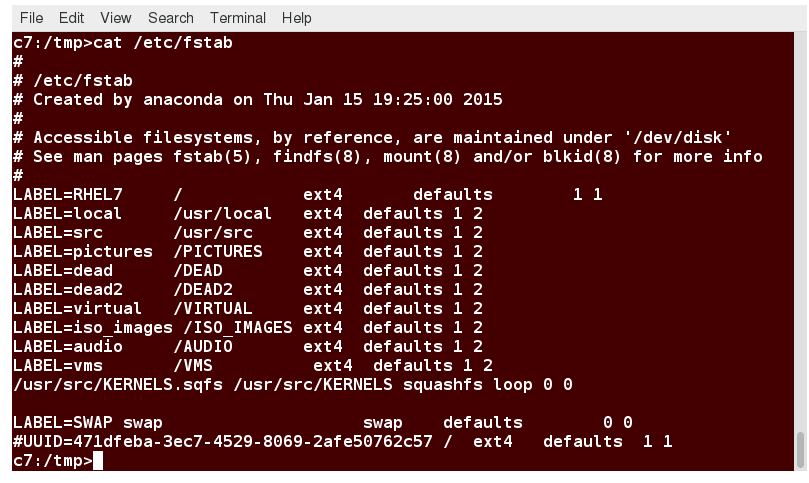 File Edit View Search Terminal Help
c7:/tmp>cat /etc/fstab
#
# /etc/fstab
# Created by anaconda on Thu Jan 15 19:25:00 2015
#
# Accessible filesystems, by reference, are maintained under '/dev/disk'
# See man pages fstab(5), findfs(8), mount(8) and/or blkid(8) for more info
#
LABEL=RHEL7     /            ext4       defaults        1 1
LABEL=local     /usr/local   ext4  defaults 1 2
LABEL=src       /usr/src     ext4  defaults 1 2
LABEL=pictures  /PICTURES    ext4  defaults 1 2
LABEL=dead      /DEAD        ext4  defaults 1 2
LABEL=dead2     /DEAD2       ext4  defaults 1 2
LABEL=virtual   /VIRTUAL     ext4  defaults 1 2
LABEL=iso_images /ISO_IMAGES ext4  defaults 1 2
LABEL=audio     /AUDIO       ext4  defaults 1 2
LABEL=vms       /VMS          ext4  defaults 1 2
/usr/src/KERNELS.sqfs /usr/src/KERNELS squashfs loop 0 0
LABEL=SWAP swap                    swap    defaults        0 0
#UUID=471dfeba-3ec7-4529-8069-2afe50762c57 /  ext4   defaults  1 1
c7:/tmp>